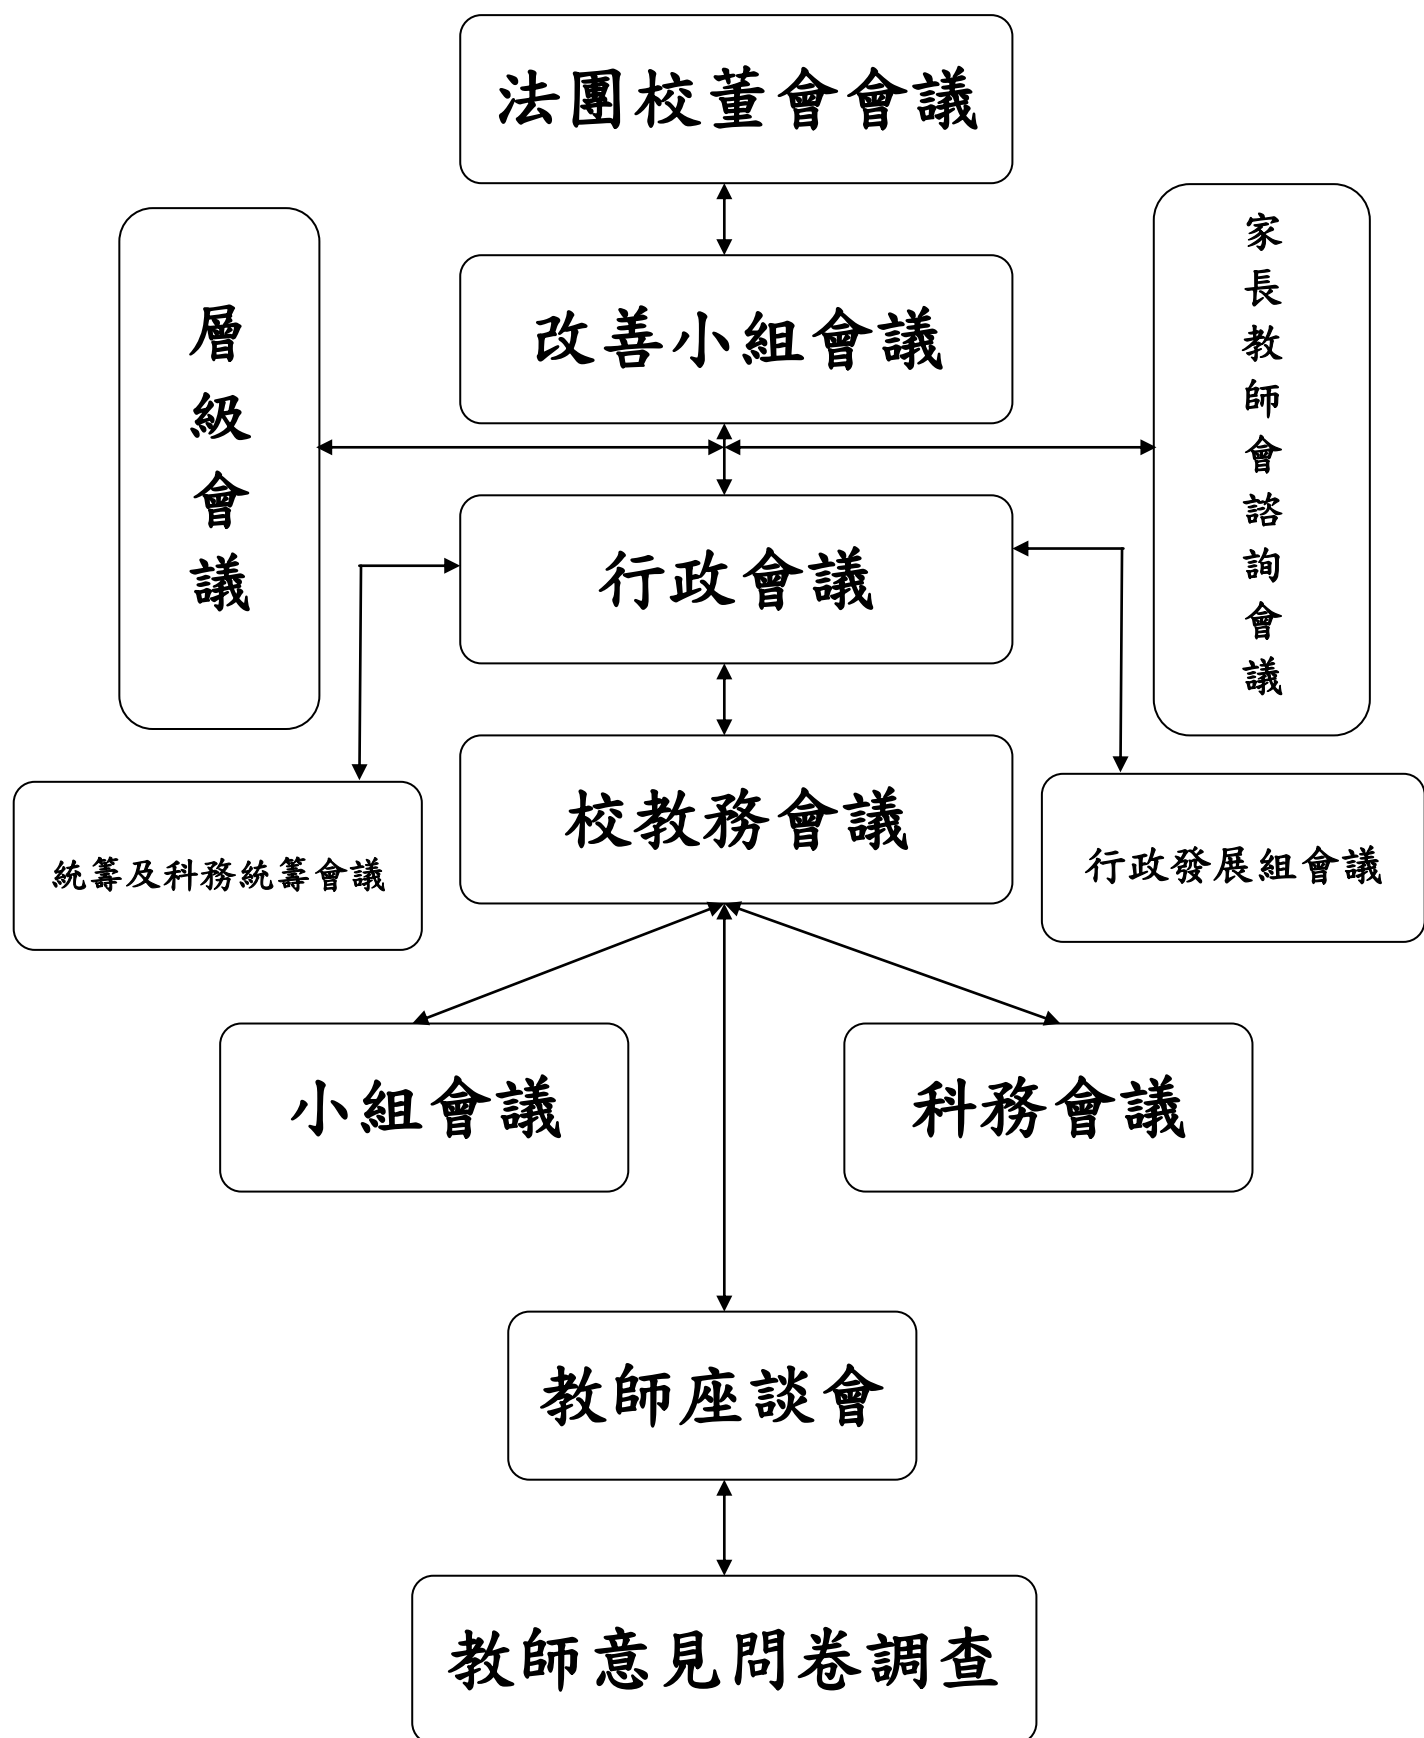 法團校董會會議
改善小組會議
層級會議
家長教師會諮詢會議
行政會議
校教務會議
統籌及科務統籌會議
行政發展組會議
小組會議
科務會議
教師座談會
教師意見問卷調查